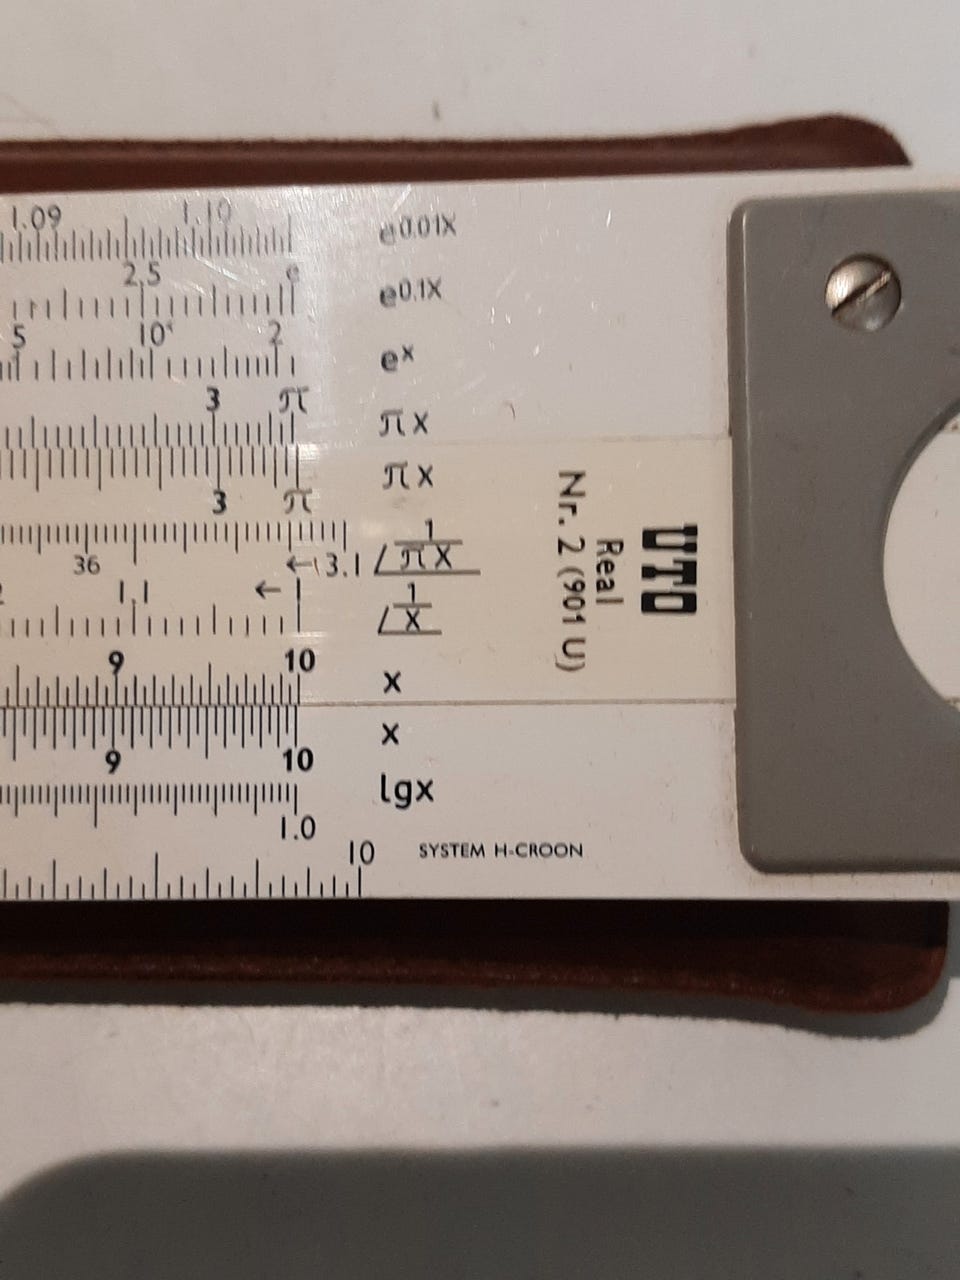 1.09 1.10 e0.01x
2,5 e e0.1x
5 10⁴ 2 ex
3 π πx
πx
3 π
36 ← 3.1 ∠1/πx
1.1 ← ∠1/x
9 10 x
x
9 10
lgx
1.0
10 SYSTEM H-CROON
UTO
Real
Nr. 2 (901 U)